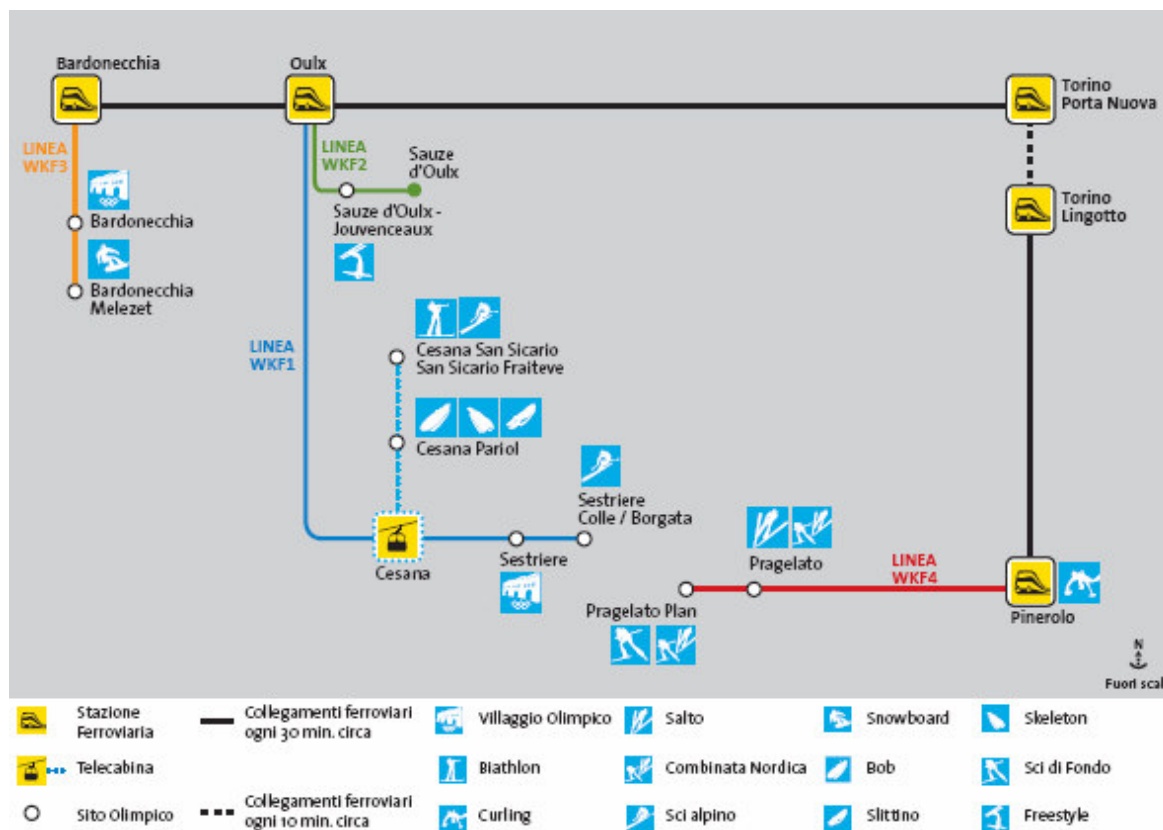 Bardonecchia
Oulx
Torino
Porta Nuova
LINEA
WKF3
LINEA
WKF2
Sauze
d'Oulx
Bardonecchia
Sauze d'Oulx -
Jouvenceaux
Torino
Lingotto
Bardonecchia
Melezet
LINEA
WKF1
Cesana San Sicario
San Sicario Fraiteve
Cesana Pariol
Sestriere
Colle / Borgata
Cesana
Sestriere
Pragelato
LINEA
WKF4
Pragelato Plan
Pinerolo
N
Fuori scal
Stazione
Ferroviaria
Collegamenti ferroviari
ogni 30 min. circa
Villaggio Olimpico
Salto
Snowboard
Skeleton
Telecabina
Biathlon
Combinata Nordica
Bob
Sci di Fondo
Sito Olimpico
Collegamenti ferroviari
ogni 10 min. circa
Curling
Sci alpino
Slittino
Freestyle